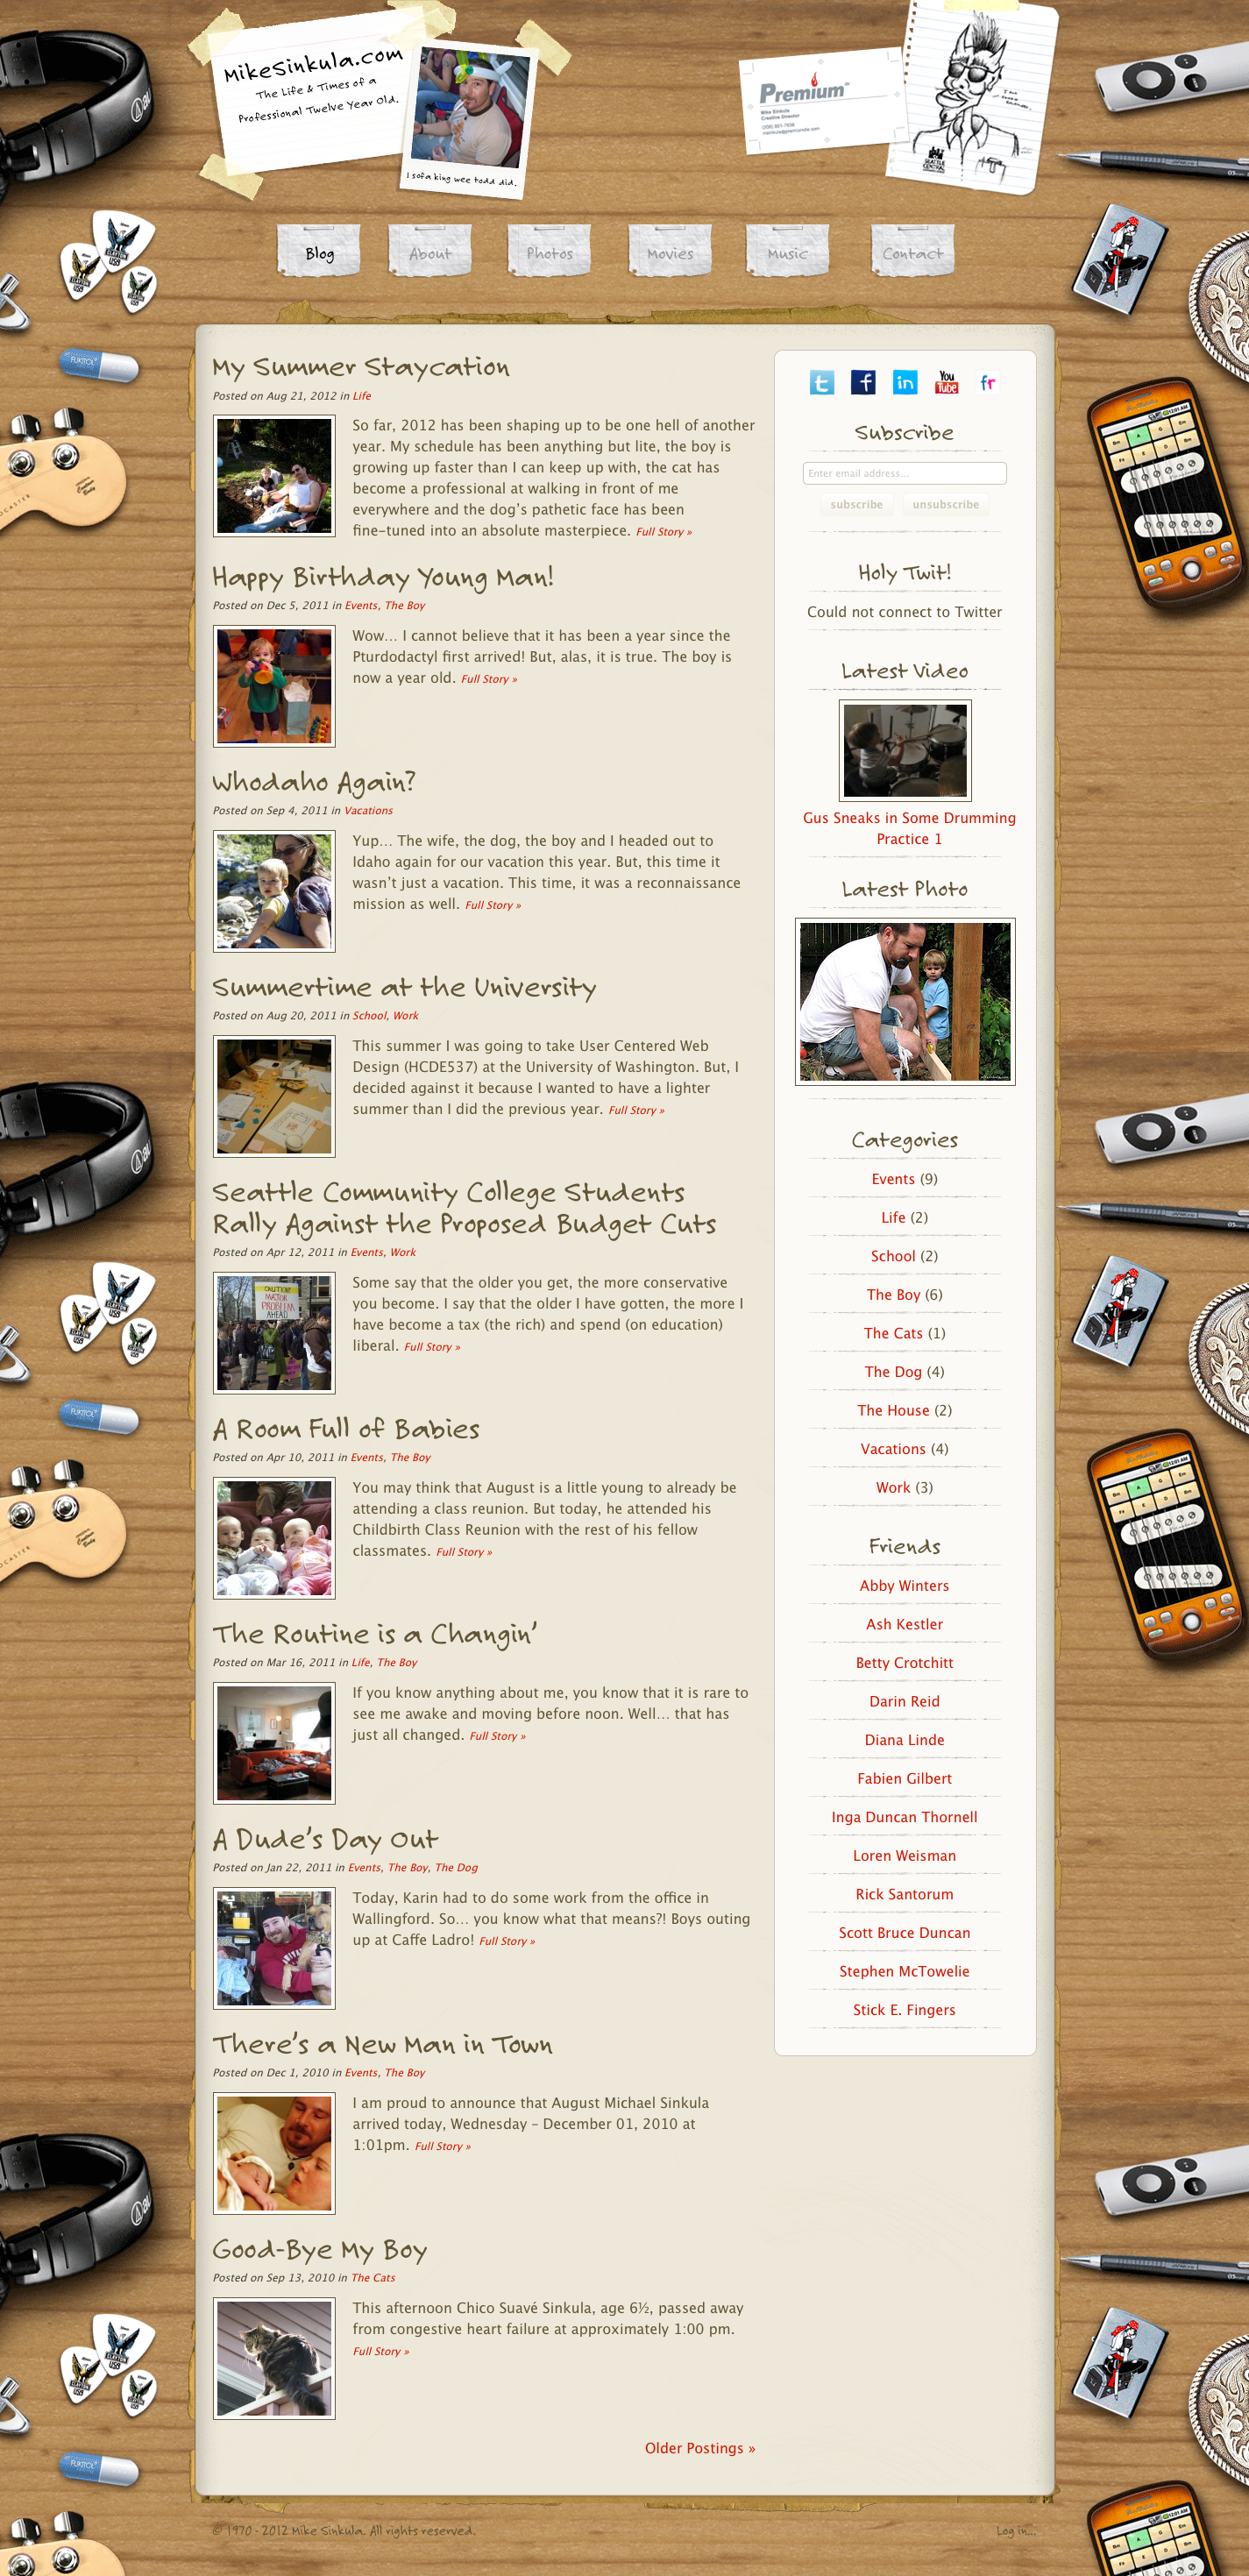 MikeSinkula.com
The Life & Times of a
Professional Twelve Year Old.
I sofa king wee todd did.
Premium
Mike Sinkula
Creative Director
SEATTLE
CENTRAL
Blog
About
Photos
Movies
Music
Contact
My Summer Staycation
Posted on Aug 21, 2012 in Life
So far, 2012 has been shaping up to be one hell of another
year. My schedule has been anything but lite, the boy is
growing up faster than I can keep up with, the cat has
become a professional at walking in front of me
everywhere and the dog’s pathetic face has been
fine-tuned into an absolute masterpiece. Full Story »
Happy Birthday Young Man!
Posted on Dec 5, 2011 in Events, The Boy
Wow… I cannot believe that it has been a year since the
Pturdodactyl first arrived! But, alas, it is true. The boy is
now a year old. Full Story »
Whodaho Again?
Posted on Sep 4, 2011 in Vacations
Yup… The wife, the dog, the boy and I headed out to
Idaho again for our vacation this year. But, this time it
wasn’t just a vacation. This time, it was a reconnaissance
mission as well. Full Story »
Summertime at the University
Posted on Aug 20, 2011 in School, Work
This summer I was going to take User Centered Web
Design (HCDE537) at the University of Washington. But, I
decided against it because I wanted to have a lighter
summer than I did the previous year. Full Story »
Seattle Community College Students
Rally Against the Proposed Budget Cuts
Posted on Apr 12, 2011 in Events, Work
CAUTION!
MAJOR
PROBLEM
AHEAD
Some say that the older you get, the more conservative
you become. I say that the older I have gotten, the more I
have become a tax (the rich) and spend (on education)
liberal. Full Story »
A Room Full of Babies
Posted on Apr 10, 2011 in Events, The Boy
You may think that August is a little young to already be
attending a class reunion. But today, he attended his
Childbirth Class Reunion with the rest of his fellow
classmates. Full Story »
The Routine is a Changin’
Posted on Mar 16, 2011 in Life, The Boy
If you know anything about me, you know that it is rare to
see me awake and moving before noon. Well… that has
just all changed. Full Story »
A Dude’s Day Out
Posted on Jan 22, 2011 in Events, The Boy, The Dog
Today, Karin had to do some work from the office in
Wallingford. So… you know what that means?! Boys outing
up at Caffe Ladro! Full Story »
There’s a New Man in Town
Posted on Dec 1, 2010 in Events, The Boy
I am proud to announce that August Michael Sinkula
arrived today, Wednesday – December 01, 2010 at
1:01pm. Full Story »
Good-Bye My Boy
Posted on Sep 13, 2010 in The Cats
This afternoon Chico Suavé Sinkula, age 6½, passed away
from congestive heart failure at approximately 1:00 pm.
Full Story »
Older Postings »
You
Tube
Subscribe
Enter email address...
subscribe
unsubscribe
Holy Twit!
Could not connect to Twitter
Latest Video
Gus Sneaks in Some Drumming
Practice 1
Latest Photo
Categories
Events (9)
Life (2)
School (2)
The Boy (6)
The Cats (1)
The Dog (4)
The House (2)
Vacations (4)
Work (3)
Friends
Abby Winters
Ash Kestler
Betty Crotchitt
Darin Reid
Diana Linde
Fabien Gilbert
Inga Duncan Thornell
Loren Weisman
Rick Santorum
Scott Bruce Duncan
Stephen McTowelie
Stick E. Fingers
© 1970 - 2012 Mike Sinkula. All rights reserved.
Log in...